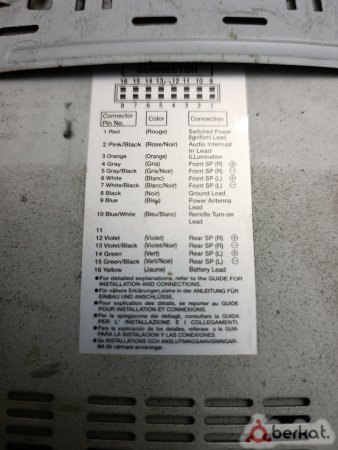 CONNECTOR
16 15 14 13 12 11 10 9
8 7 6 5 4 3 2 1
Connector Pin No. Color Connection
1 Red (Rouge) Switched Power (Ignition) Lead
2 Pink/Black (Rose/Noir) Audio Interrupt in Lead
3 Orange (Orange) ILLumination
4 Gray (Gris) Front SP (R) ⊕
5 Gray/Black (Gris/Noir) Front SP (R) ⊖
6 White (Blanc) Front SP (L) ⊕
7 White/Black (Blanc/Noir) Front SP (L) ⊖
8 Black (Noir) Ground Lead
9 Blue (Bleu) Power Antenna Lead
10 Blue/White (Bleu/Blanc) Remote Turn-on Lead
11
12 Violet (Violet) Rear SP (R) ⊕
13 Violet/Black (Violet/Noir) Rear SP (R) ⊖
14 Green (Vert) Rear SP (L) ⊕
15 Green/Black (Vert/Noir) Rear SP (L) ⊖
16 Yellow (Jaune) Battery Lead
●For detailed explanations, refer to the GUIDE FOR
INSTALLATION AND CONNECTIONS.
●Für nähere Erklärungen,siehe in der ANLEITUNG FÜR
EINBAU UND ANSCHLÜSSE.
●Pour explication des détails, se reporter au GUIDE
POUR INSTALLATION ET CONNEXIONS.
●Per la spiegazione dei dettagli, consultare la GUIDA
PER L' INSTALLAZIONE E I COLLEGAMENTI.
●Para la explicación de los detalles, refiérase a la GUIA
PARA LA INSTALACION Y LAS CONEXIONES.
●Se INSTALLATIONS OCH ANSLUTNINGSANVISNINGAR-
NA för närmare anvisningar.
berkat.